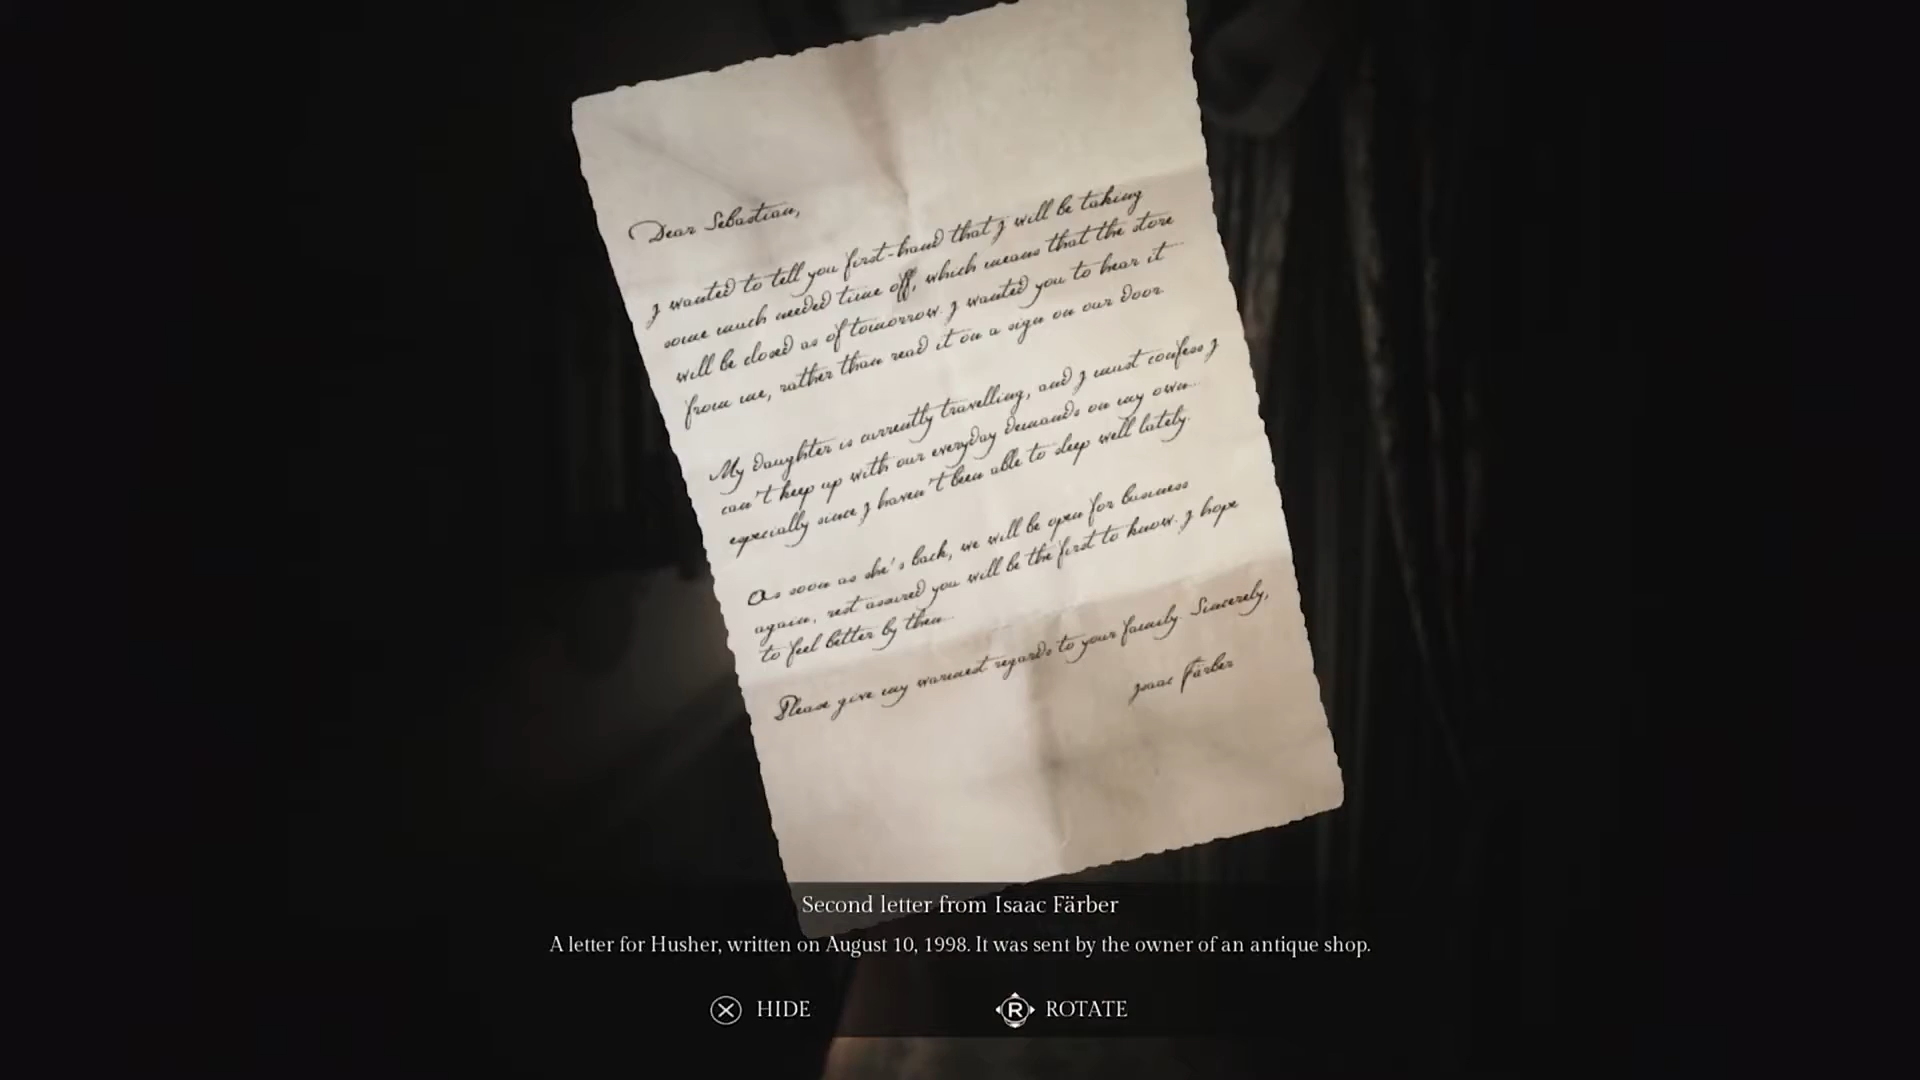 Dear Sebastian,
I wanted to tell you first-hand that I will be taking
some much needed time off, which means that the store
will be closed as of tomorrow. I wanted you to hear it
from me, rather than read it on a sign on our door.
My daughter is currently travelling, and I must confess I
can't keep up with our everyday demands on my own...
especially since I haven't been able to sleep well lately.
As soon as she's back, we will be open for business
again, rest assured you will be the first to know. I hope
to feel better by then...
Please give my warmest regards to your family. Sincerely,
Isaac Färber
Second letter from Isaac Färber
A letter for Husher, written on August 10, 1998. It was sent by the owner of an antique shop.
HIDE
R ROTATE